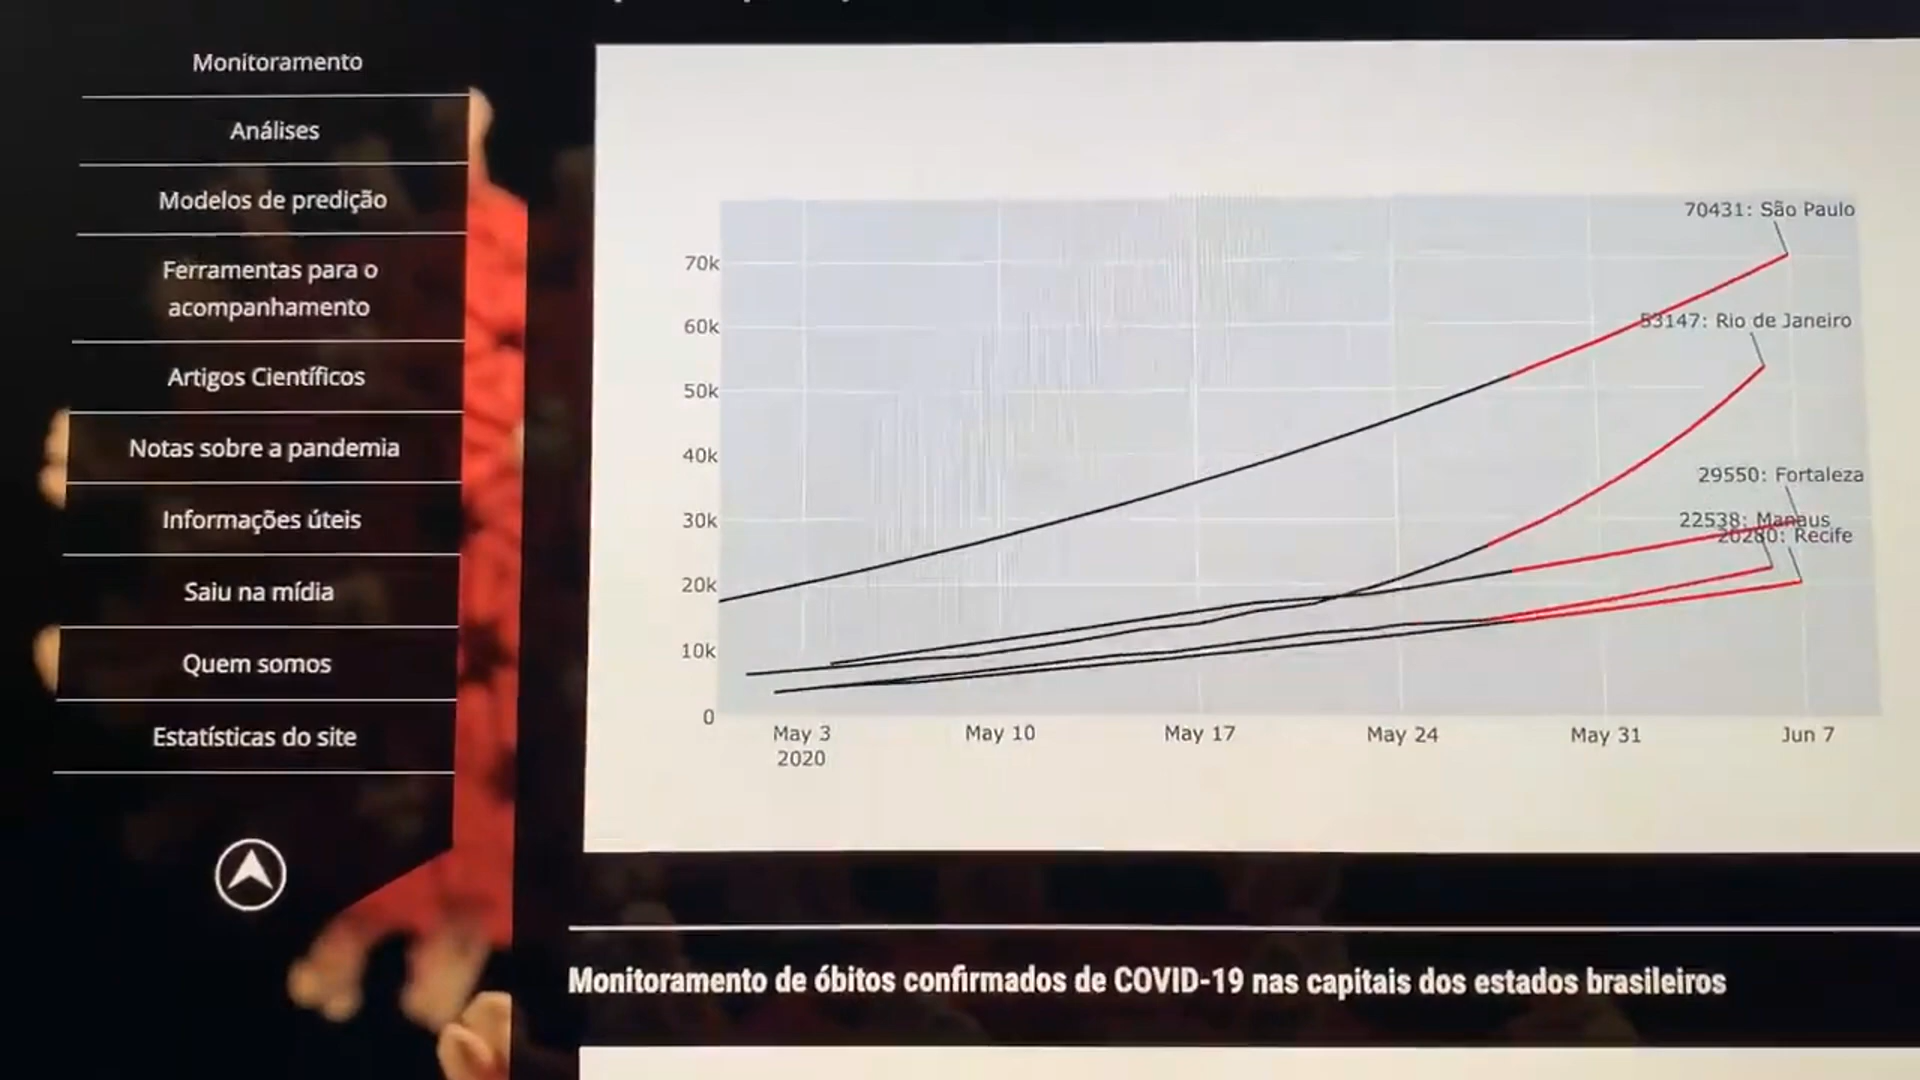 Monitoramento
Análises
Modelos de predição
Ferramentas para o
acompanhamento
Artigos Científicos
Notas sobre a pandemia
Informações úteis
Saiu na mídia
Quem somos
Estatísticas do site
70431: São Paulo
53147: Rio de Janeiro
29550: Fortaleza
22538: Manaus
20280: Recife
70k
60k
50k
40k
30k
20k
10k
0
May 3
2020
May 10
May 17
May 24
May 31
Jun 7
Monitoramento de óbitos confirmados de COVID-19 nas capitais dos estados brasileiros